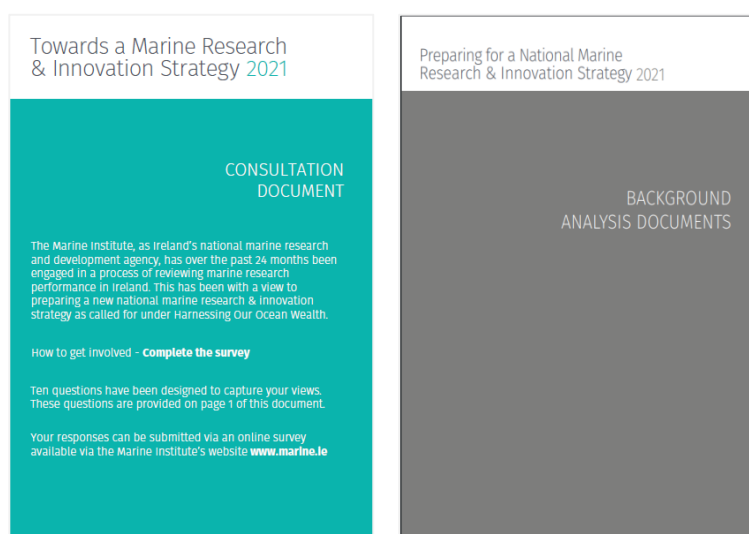 Towards a Marine Research
& Innovation Strategy 2021
CONSULTATION
DOCUMENT
The Marine Institute, as Ireland's national marine research
and development agency, has over the past 24 months been
engaged in a process of reviewing marine research
performance in Ireland. This has been with a view to
preparing a new national marine research & innovation
strategy as called for under Harnessing Our Ocean Wealth.
How to get involved - Complete the survey
Ten questions have been designed to capture your views.
These questions are provided on page 1 of this document.
Your responses can be submitted via an online survey
available via the Marine Institute's website www.marine.ie
Preparing for a National Marine
Research & Innovation Strategy 2021
BACKGROUND
ANALYSIS DOCUMENTS